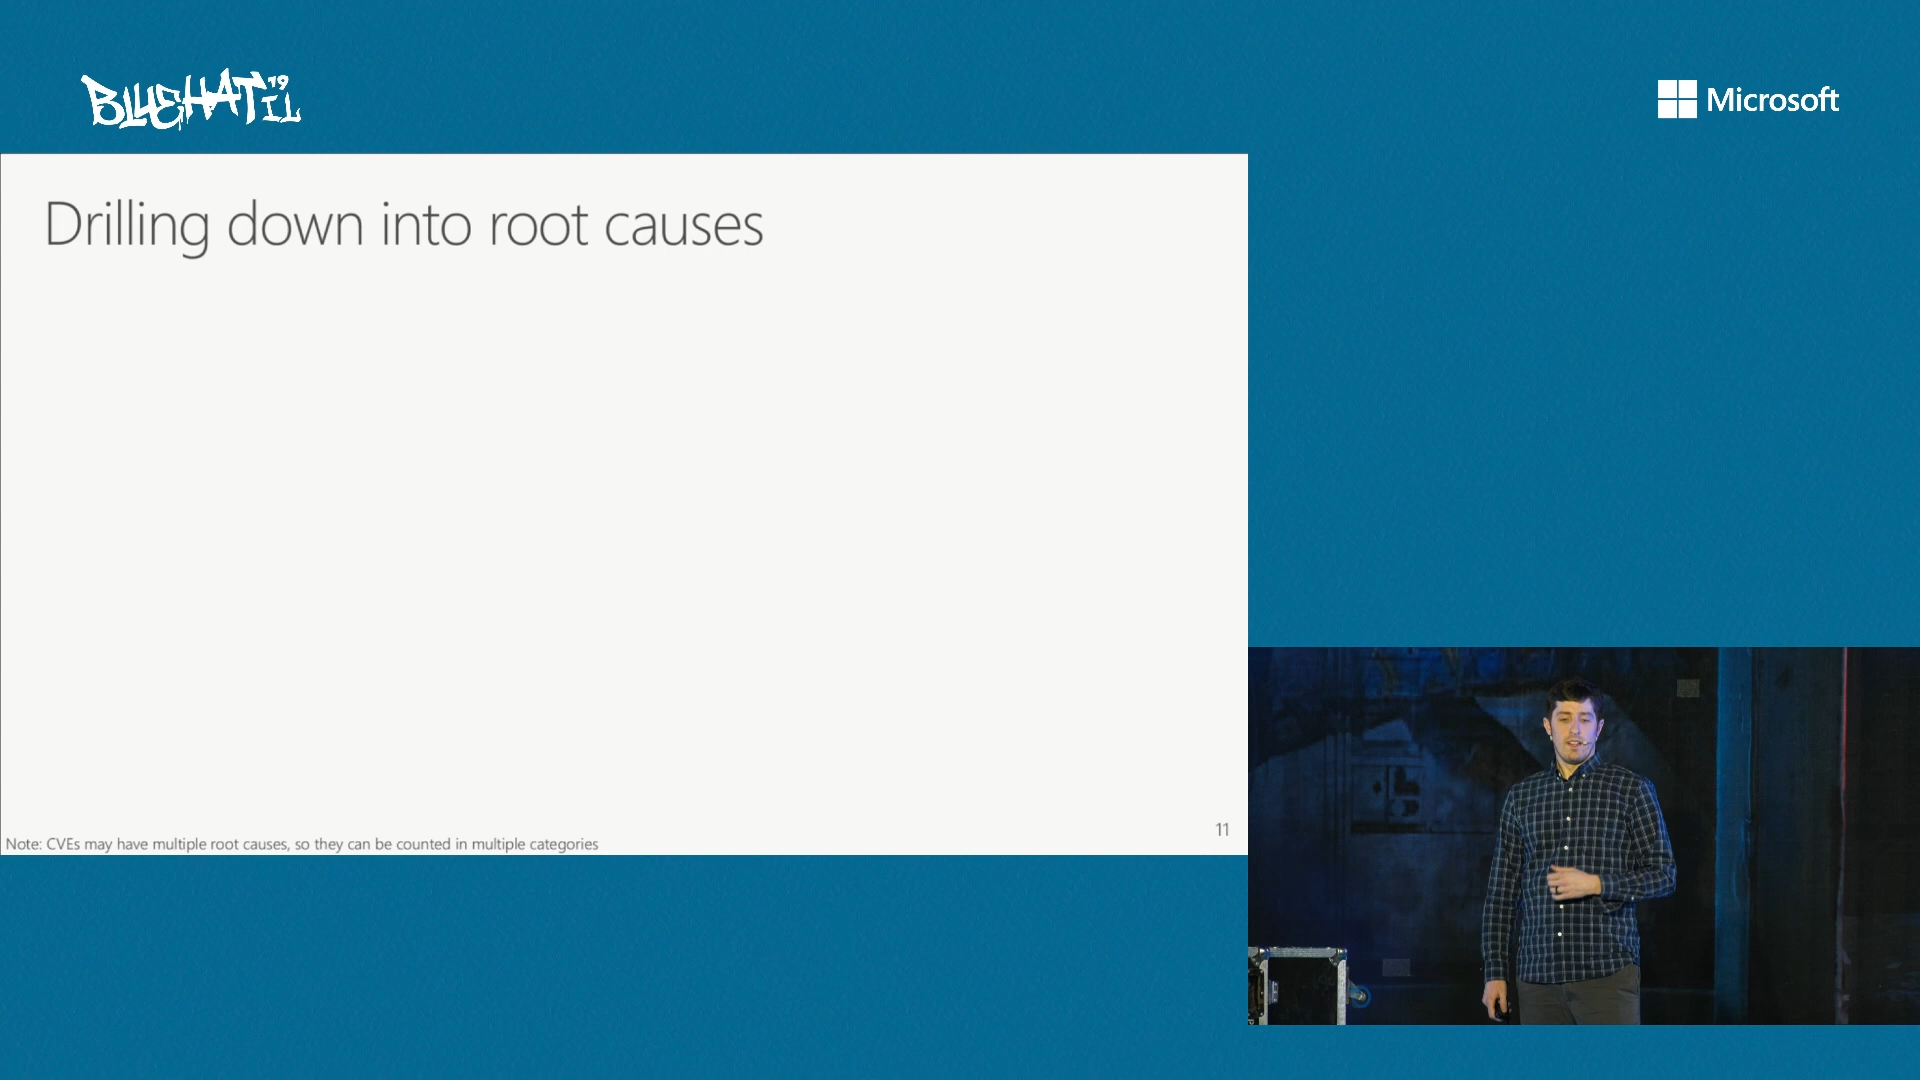 BLUEHAT IL 19
Microsoft
Drilling down into root causes
11
Note: CVEs may have multiple root causes, so they can be counted in multiple categories